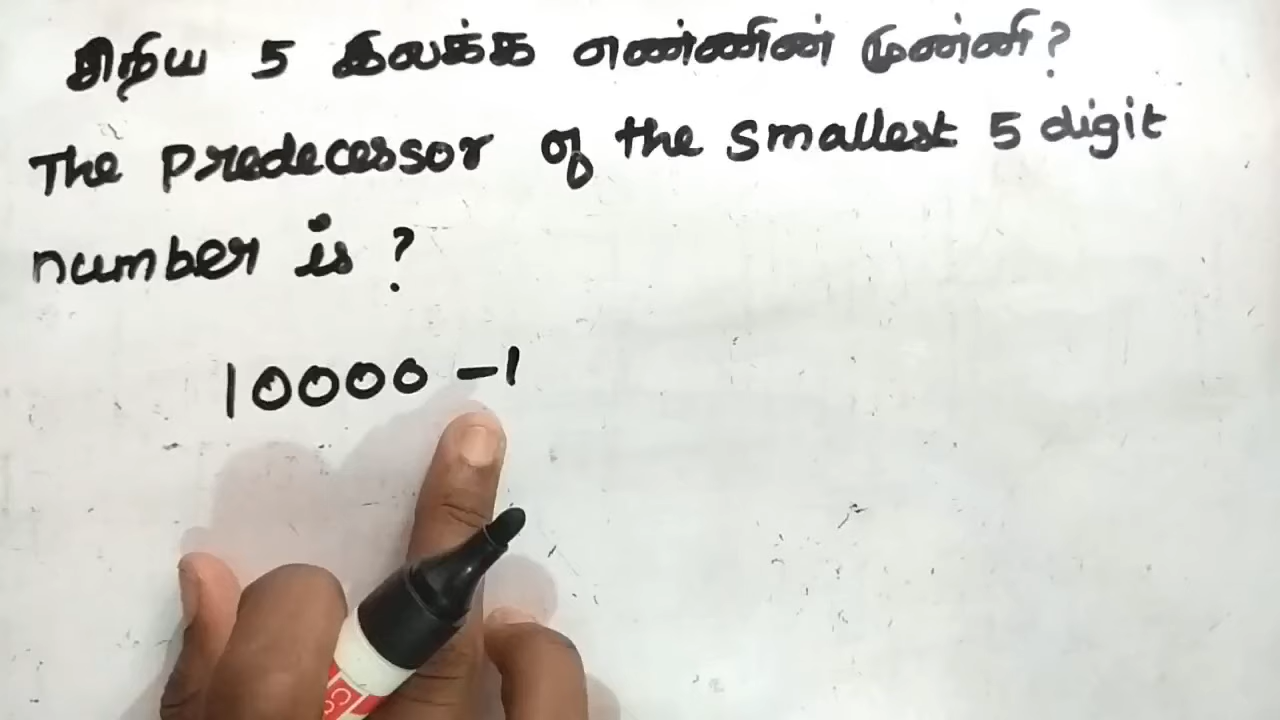 சிறிய 5 இலக்க எண்ணின் முன்னி?
The predecessor of the smallest 5 digit
number is ?
10000 -1